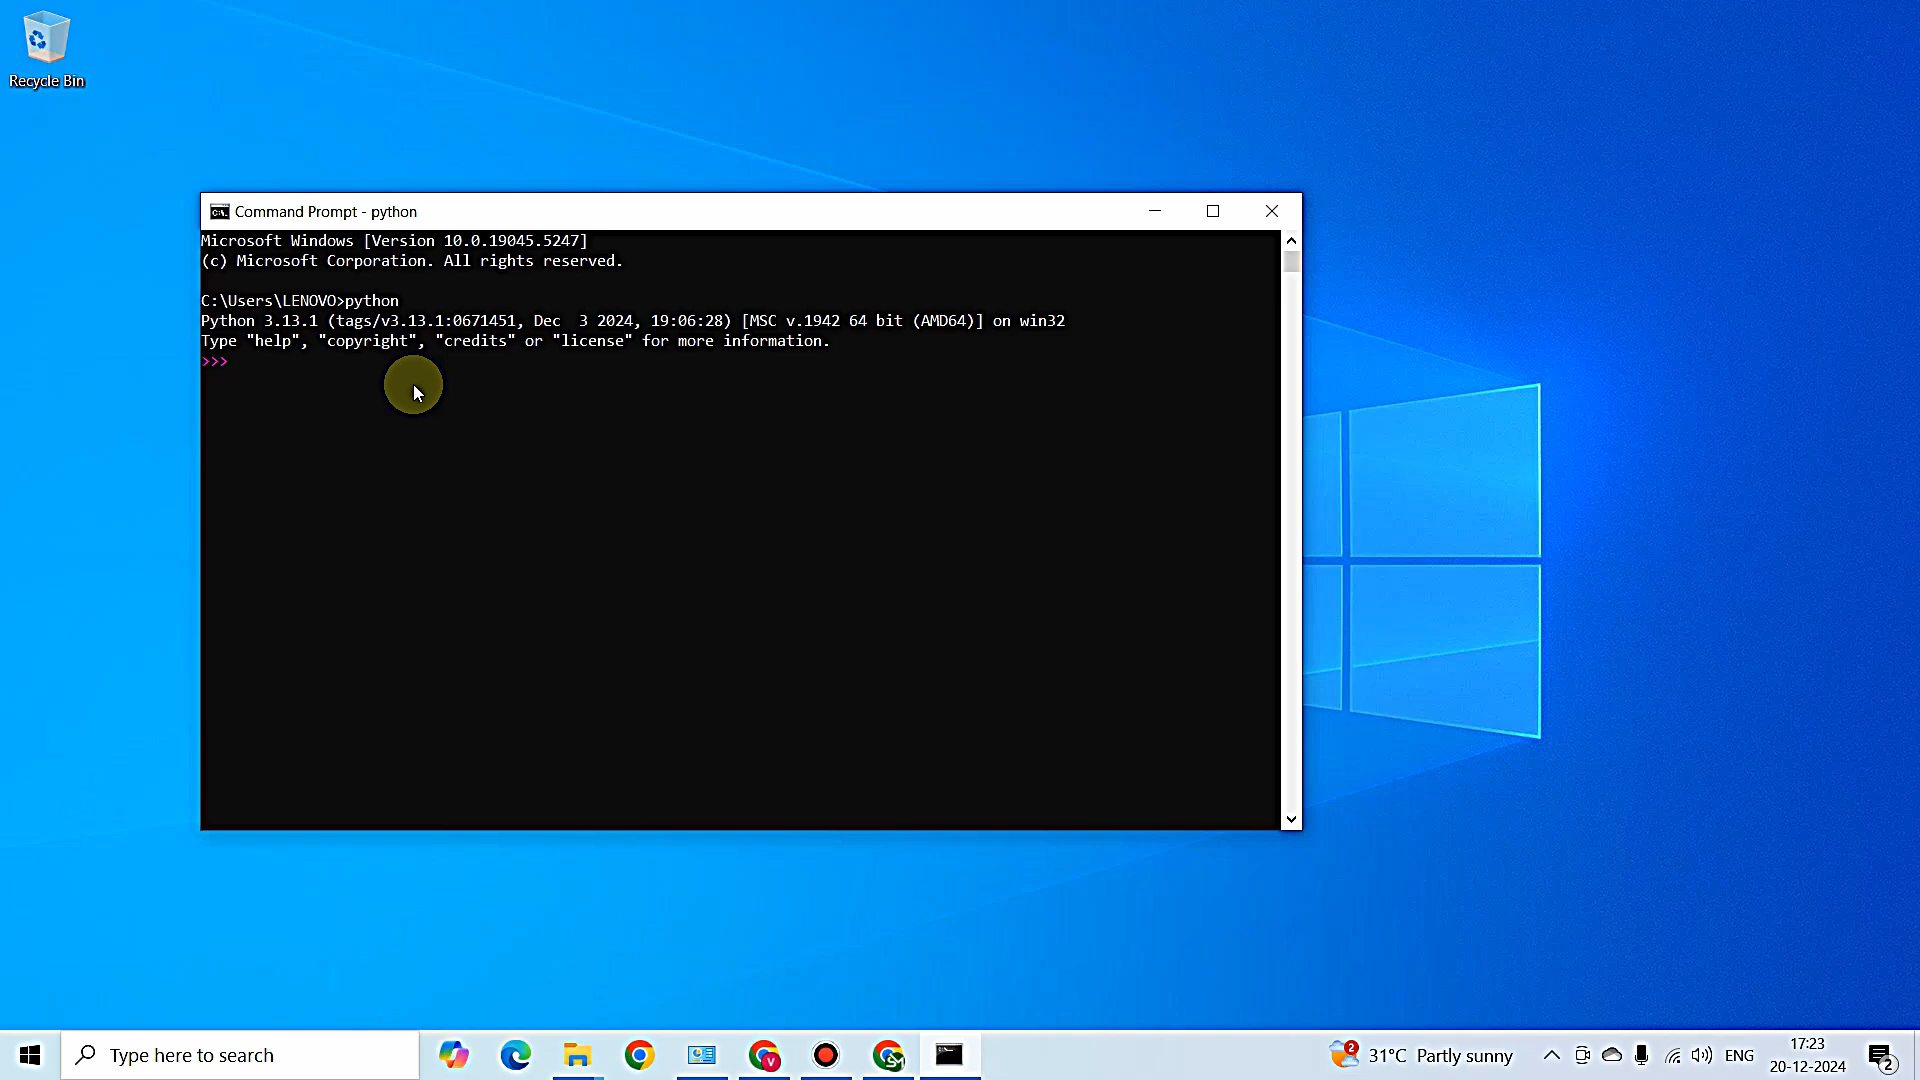 Recycle Bin
Command Prompt - python
Microsoft Windows [Version 10.0.19045.5247]
(c) Microsoft Corporation. All rights reserved.
C:\Users\LENOVO>python
Python 3.13.1 (tags/v3.13.1:0671451, Dec  3 2024, 19:06:28) [MSC v.1942 64 bit (AMD64)] on win32
Type "help", "copyright", "credits" or "license" for more information.
>>>
Type here to search
2
31°C Partly sunny
ENG
17:23
20-12-2024
2